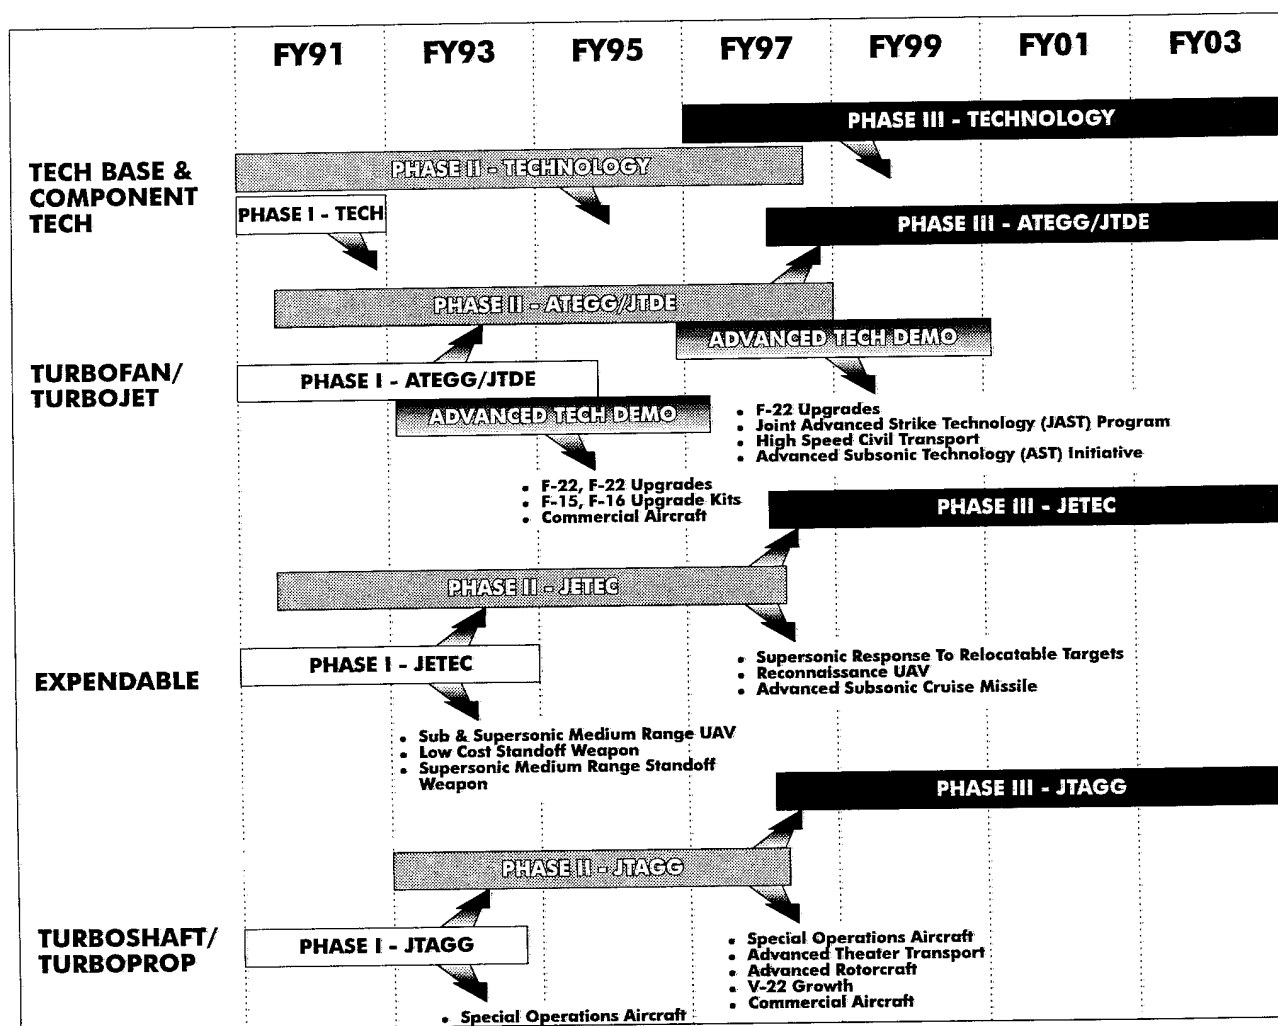 FY91 FY93 FY95 FY97 FY99 FY01 FY03
PHASE III - TECHNOLOGY
TECH BASE &
COMPONENT
TECH
PHASE II - TECHNOLOGY
PHASE I - TECH
PHASE III - ATEGG/JTDE
PHASE II - ATEGG/JTDE
ADVANCED TECH DEMO
TURBOFAN/
TURBOJET
PHASE I - ATEGG/JTDE
ADVANCED TECH DEMO
• F-22 Upgrades
• Joint Advanced Strike Technology (JAST) Program
• High Speed Civil Transport
• Advanced Subsonic Technology (AST) Initiative
• F-22, F-22 Upgrades
• F-15, F-16 Upgrade Kits
• Commercial Aircraft
PHASE III - JETEC
PHASE II - JETEC
EXPENDABLE
PHASE I - JETEC
• Supersonic Response To Relocatable Targets
• Reconnaissance UAV
• Advanced Subsonic Cruise Missile
• Sub & Supersonic Medium Range UAV
• Low Cost Standoff Weapon
• Supersonic Medium Range Standoff
Weapon
PHASE III - JTAGG
PHASE II - JTAGG
TURBOSHAFT/
TURBOPROP
PHASE I - JTAGG
• Special Operations Aircraft
• Advanced Theater Transport
• Advanced Rotorcraft
• V-22 Growth
• Commercial Aircraft
• Special Operations Aircraft